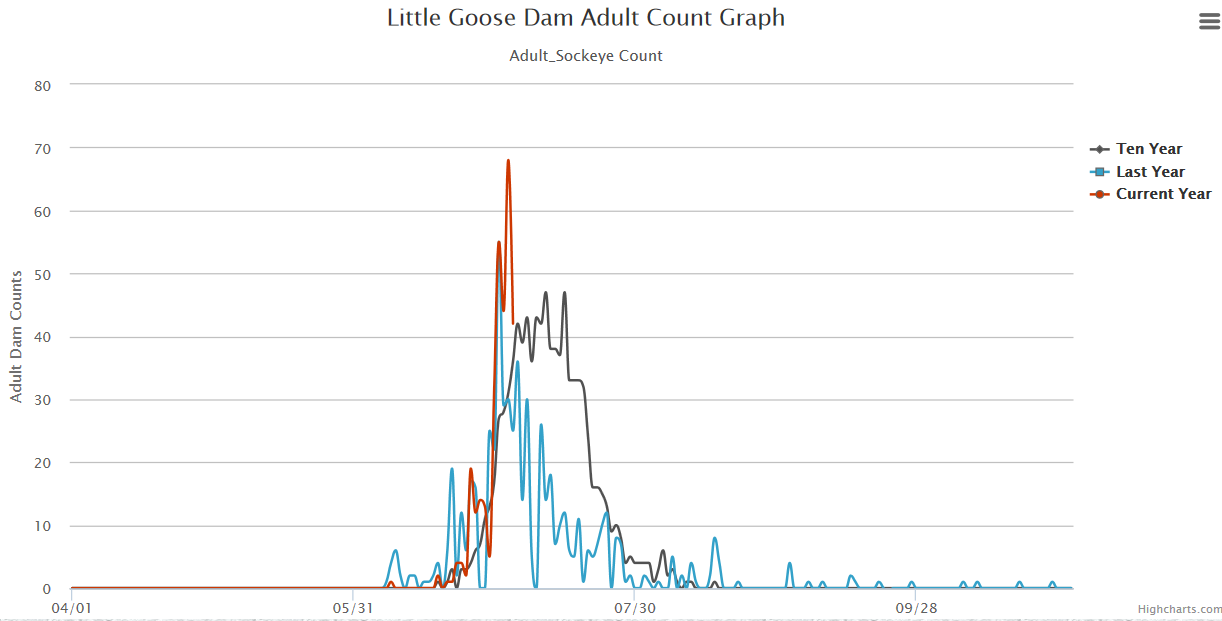 Little Goose Dam Adult Count Graph
Adult_Sockeye Count
Adult Dam Counts
80
70
60
50
40
30
20
10
0
04/01
05/31
07/30
09/28
Ten Year
Last Year
Current Year
Highcharts.com